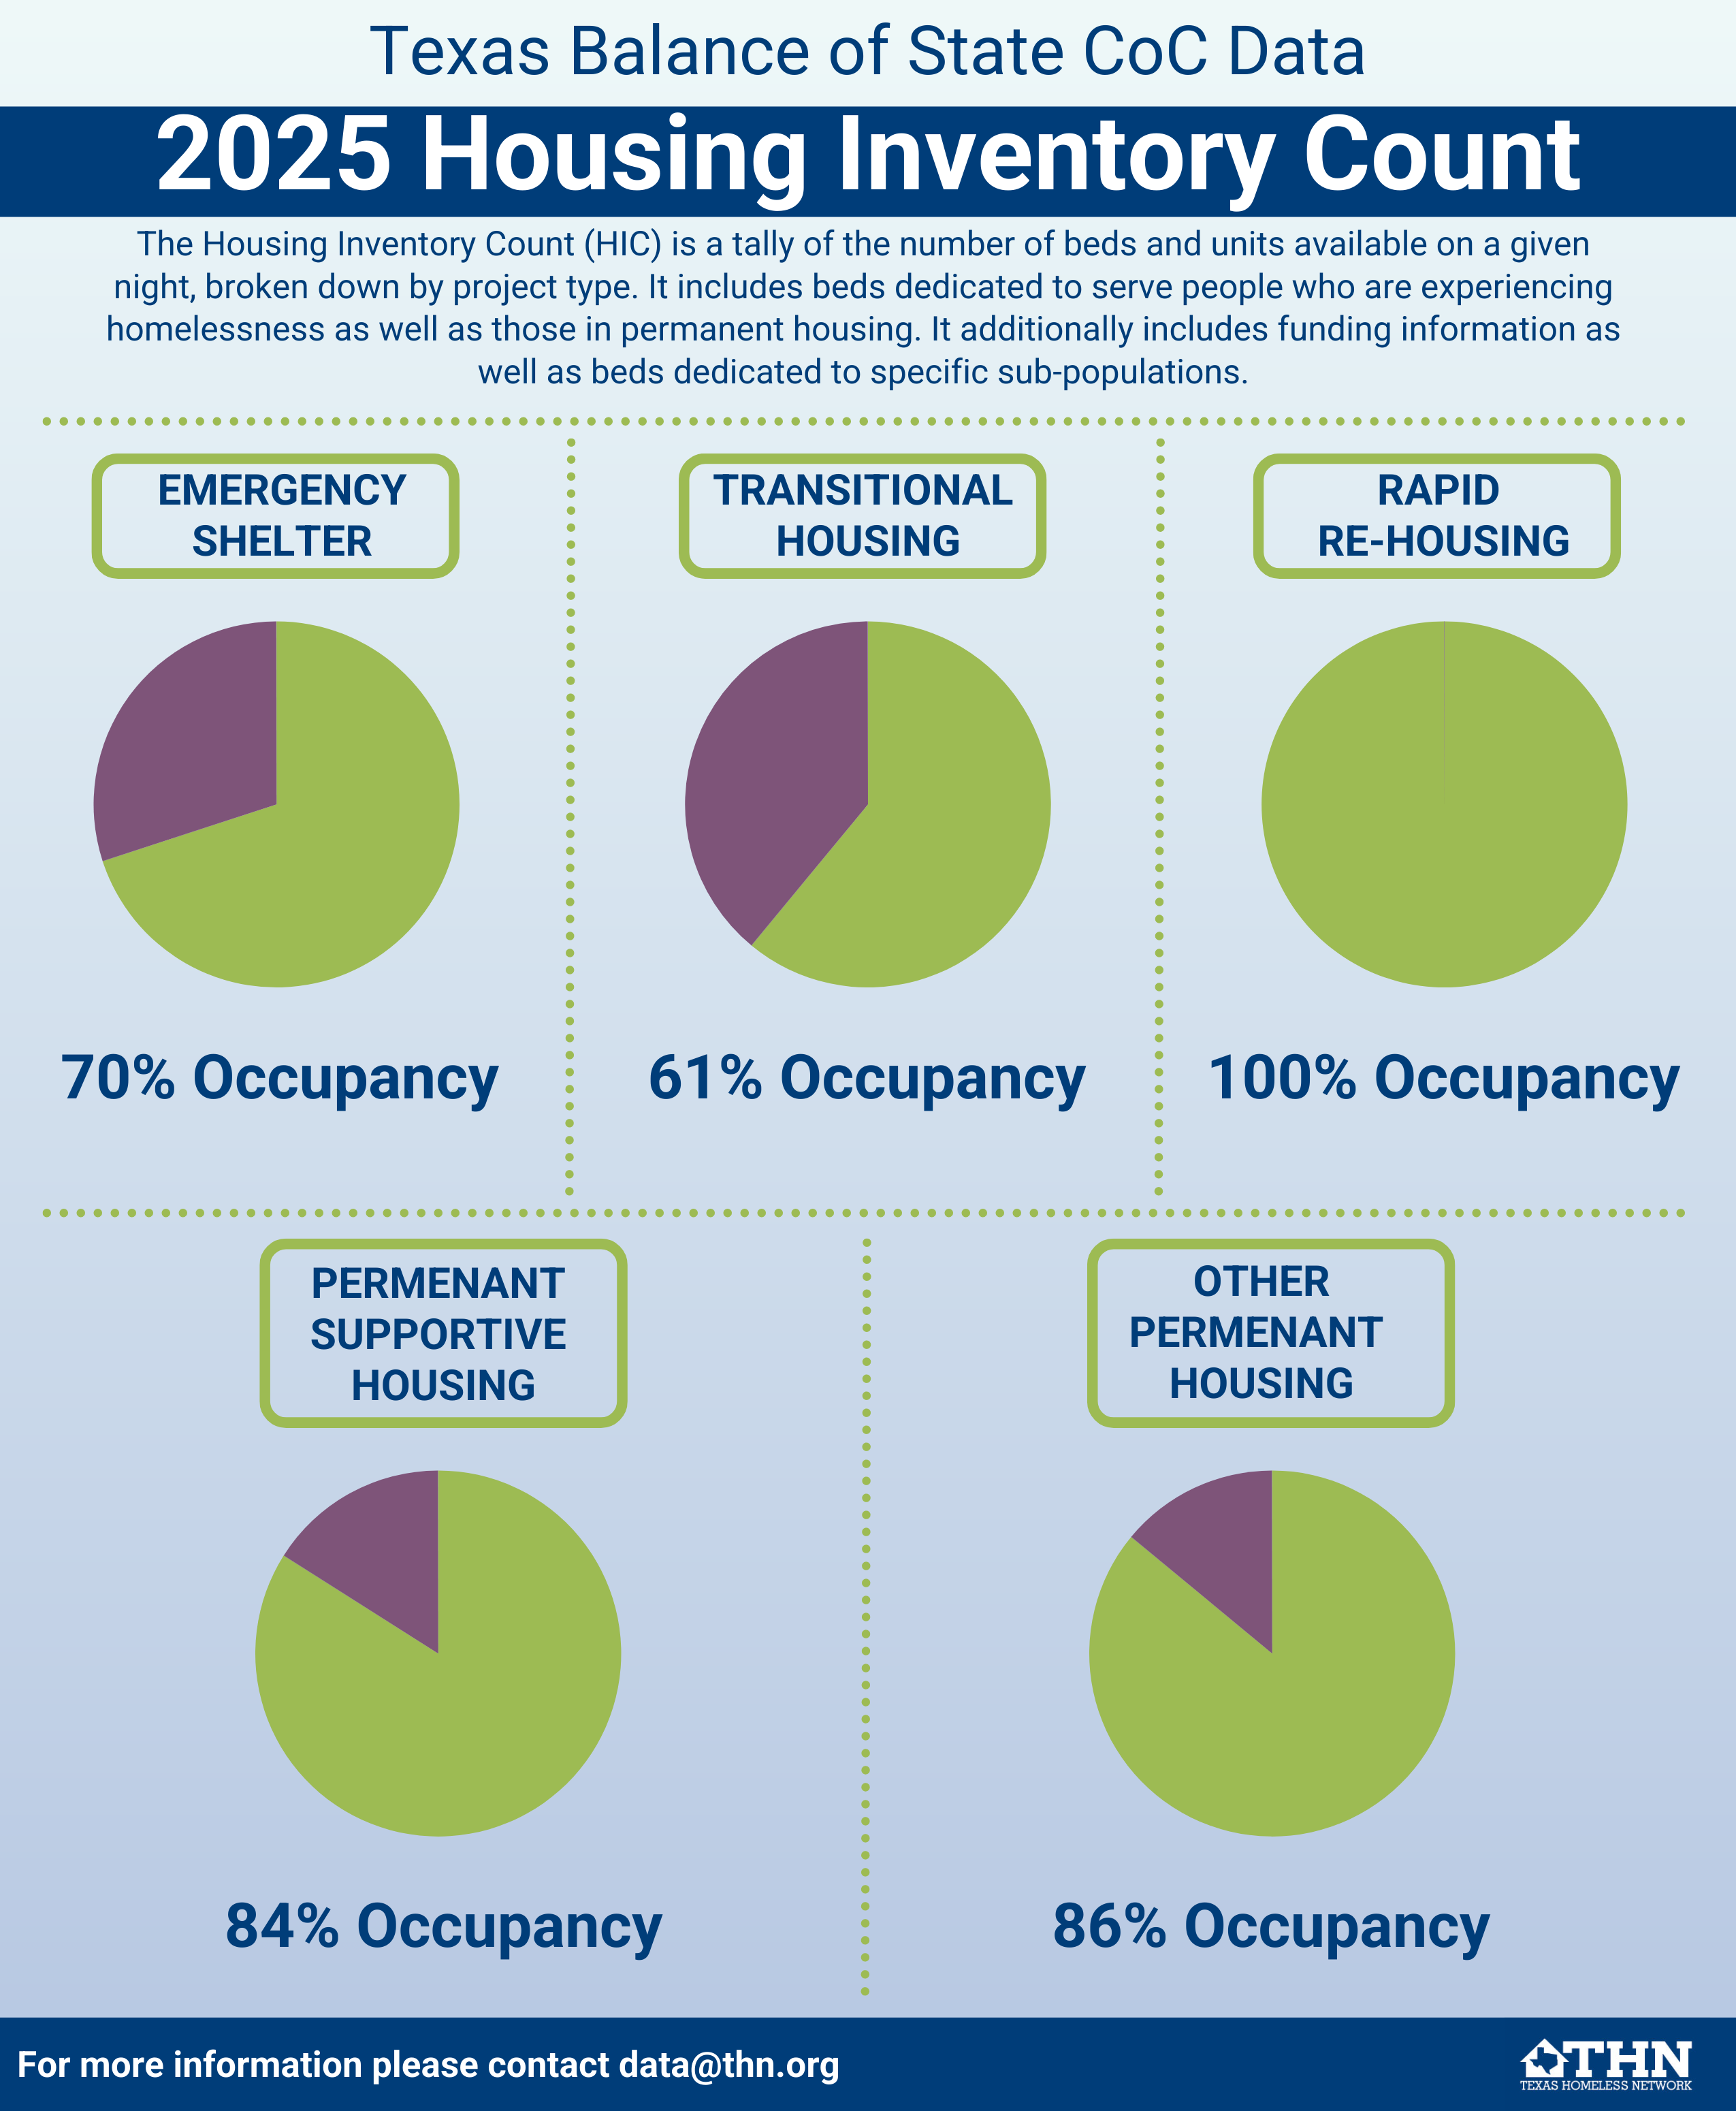 Texas Balance of State CoC Data
2025 Housing Inventory Count
The Housing Inventory Count (HIC) is a tally of the number of beds and units available on a given
night, broken down by project type. It includes beds dedicated to serve people who are experiencing
homelessness as well as those in permanent housing. It additionally includes funding information as
well as beds dedicated to specific sub-populations.
EMERGENCY
SHELTER
70% Occupancy
TRANSITIONAL
HOUSING
61% Occupancy
RAPID
RE-HOUSING
100% Occupancy
PERMENANT
SUPPORTIVE
HOUSING
84% Occupancy
OTHER
PERMENANT
HOUSING
86% Occupancy
For more information please contact data@thn.org
THN
TEXAS HOMELESS NETWORK